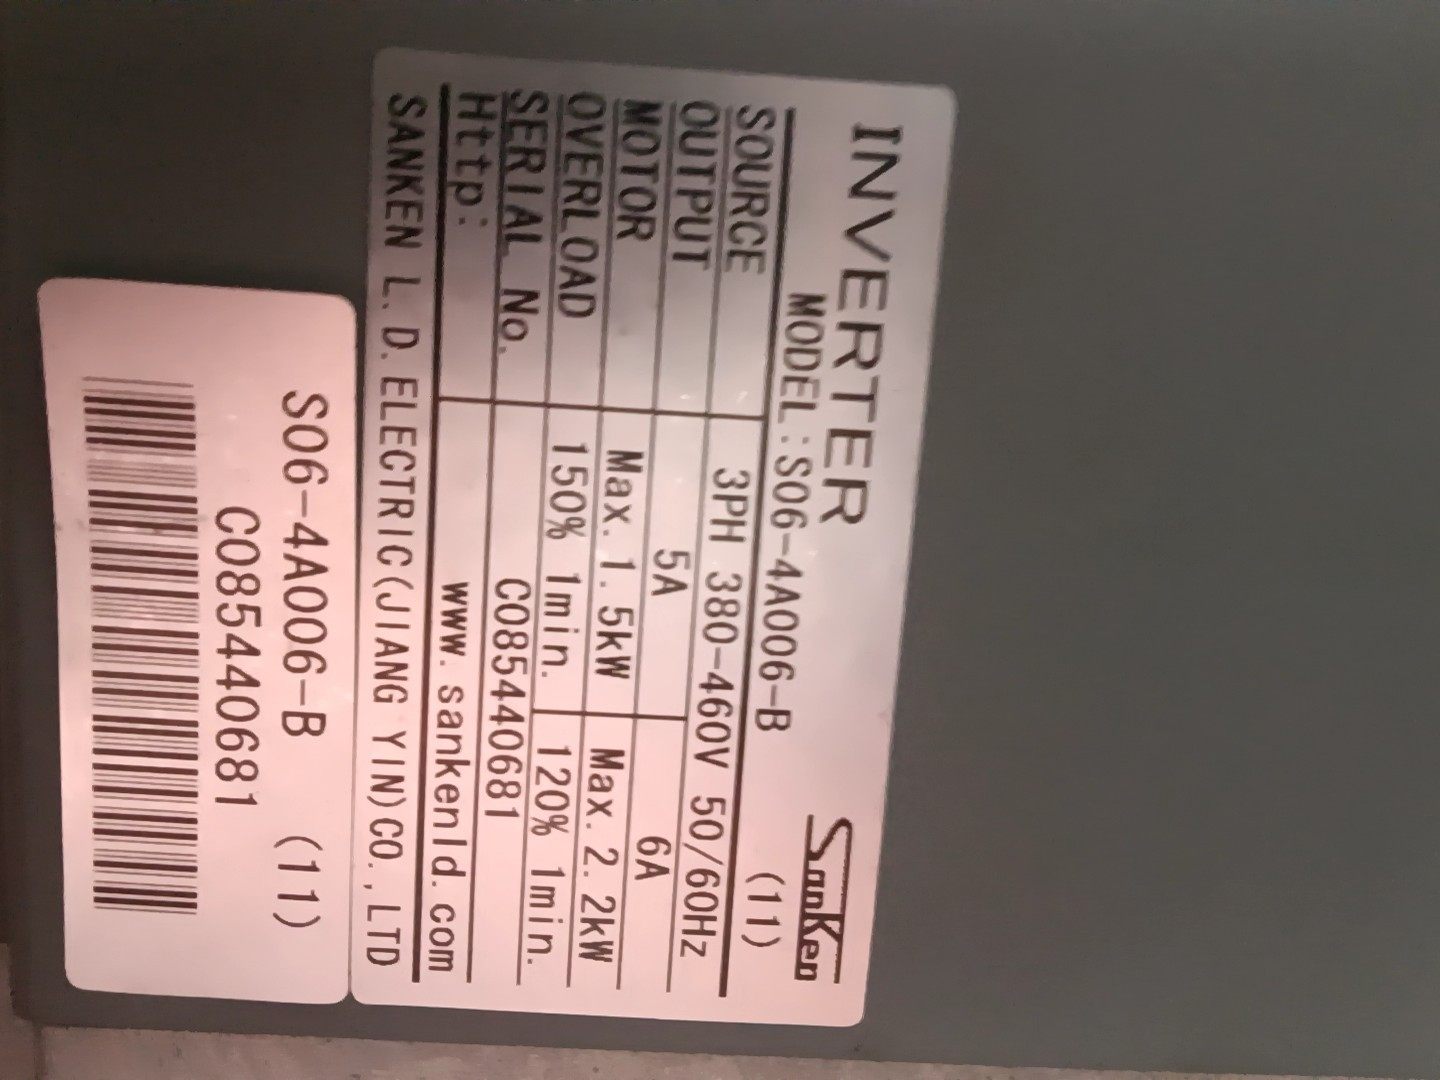 INVERTER SanKen
MODEL:S06-4A006-B (11)
SOURCE 3PH 380-460V 50/60Hz
OUTPUT 5A 6A
MOTOR Max.1.5kW Max.2.2kW
OVERLOAD 150% 1min. 120% 1min.
SERIAL No. C085440681
Http: www.sankenld.com
SANKEN L.D.ELECTRIC(JIANG YIN)CO.,LTD
S06-4A006-B (11)
C085440681